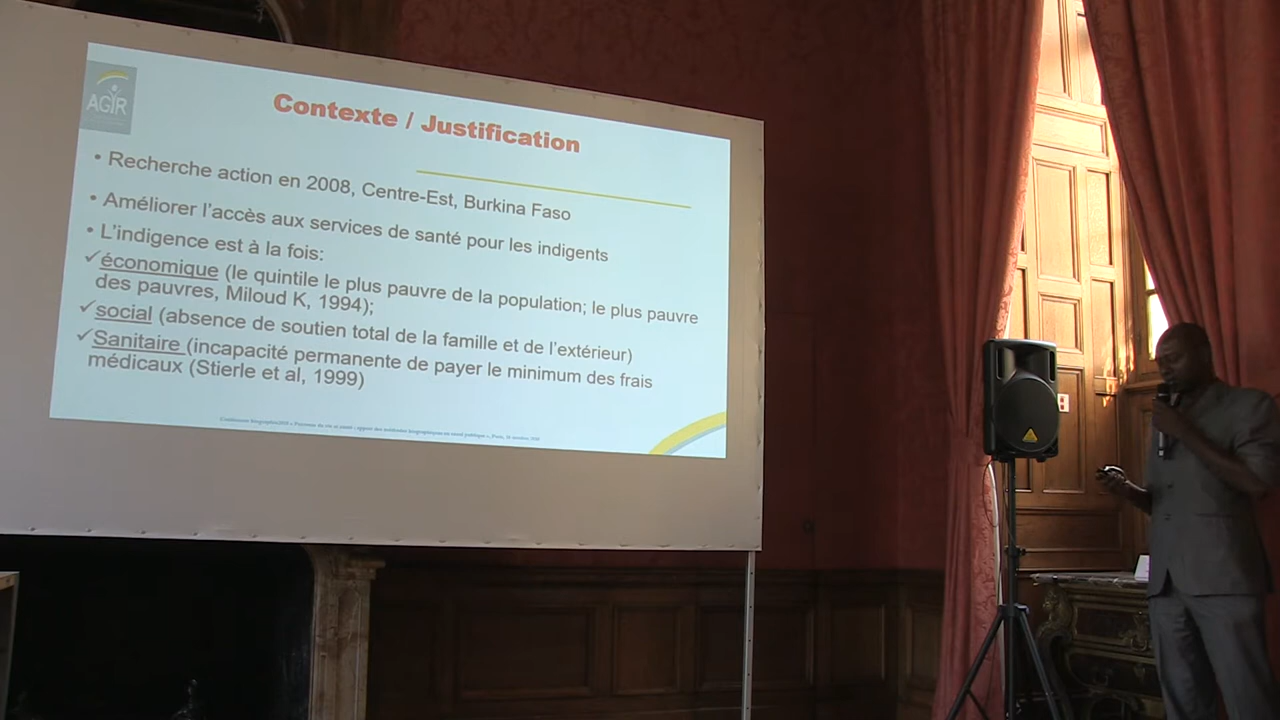 AGIR
Contexte / Justification
• Recherche action en 2008, Centre-Est, Burkina Faso
• Améliorer l'accès aux services de santé pour les indigents
• L'indigence est à la fois:
✓économique (le quintile le plus pauvre de la population; le plus pauvre
des pauvres, Miloud K, 1994);
✓social (absence de soutien total de la famille et de l'extérieur)
✓Sanitaire (incapacité permanente de payer le minimum des frais
médicaux (Stierle et al, 1999)